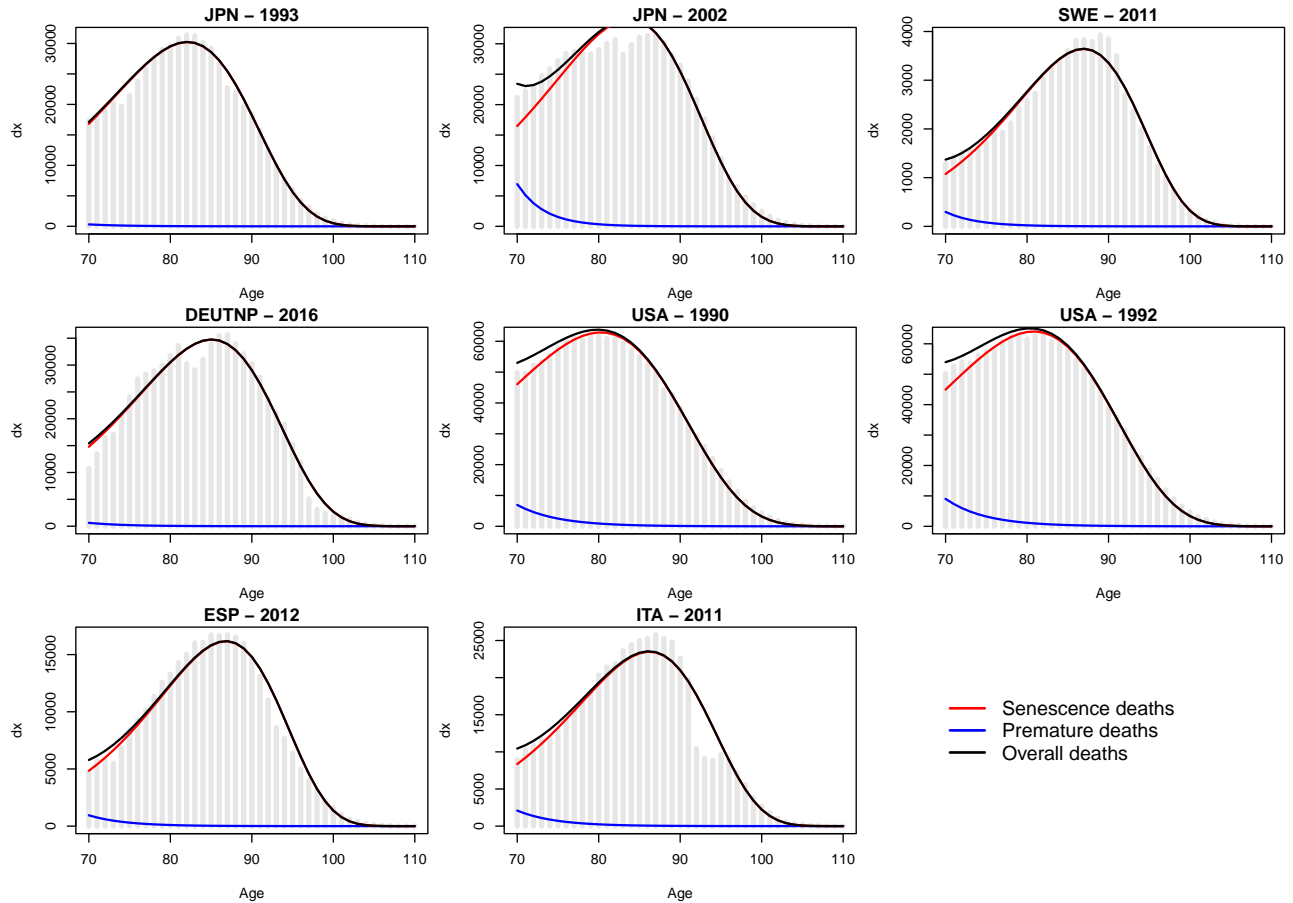 JPN − 1993
dx
0
10000
20000
30000
70 80 90 100 110
Age
JPN − 2002
dx
0
10000
20000
30000
70 80 90 100 110
Age
SWE − 2011
dx
0
1000
2000
3000
4000
70 80 90 100 110
Age
DEUTNP − 2016
dx
0
10000
20000
30000
70 80 90 100 110
Age
USA − 1990
dx
0
20000
40000
60000
70 80 90 100 110
Age
USA − 1992
dx
0
20000
40000
60000
70 80 90 100 110
Age
ESP − 2012
dx
0
5000
10000
15000
70 80 90 100 110
Age
ITA − 2011
dx
0
5000
15000
25000
70 80 90 100 110
Age
Senescence deaths
Premature deaths
Overall deaths